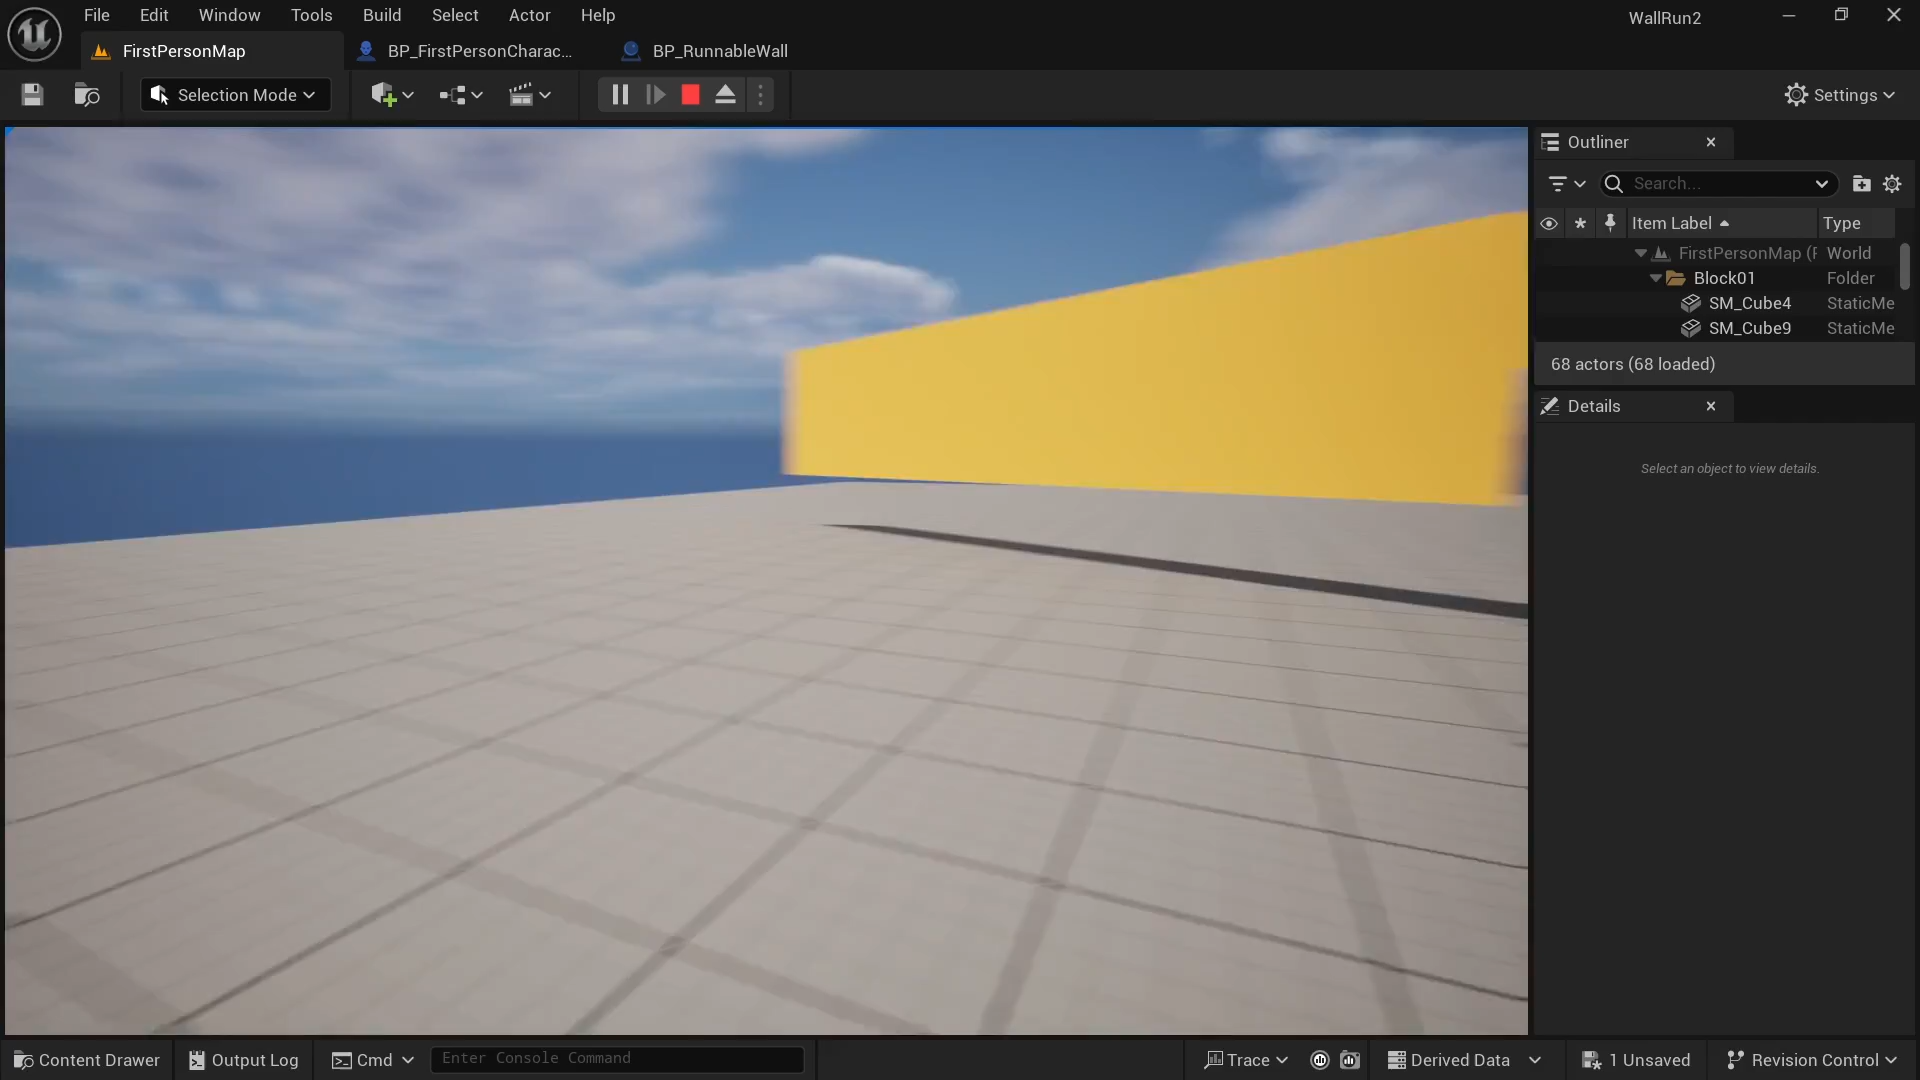 File Edit Window Tools Build Select Actor Help WallRun2
FirstPersonMap BP_FirstPersonCharac... BP_RunnableWall
Selection Mode Settings
Outliner
Search...
Item Label Type
FirstPersonMap (F World
Block01 Folder
SM_Cube4 StaticMe
SM_Cube9 StaticMe
68 actors (68 loaded)
Details
Select an object to view details.
Content Drawer Output Log Cmd Enter Console Command Trace Derived Data 1 Unsaved Revision Control